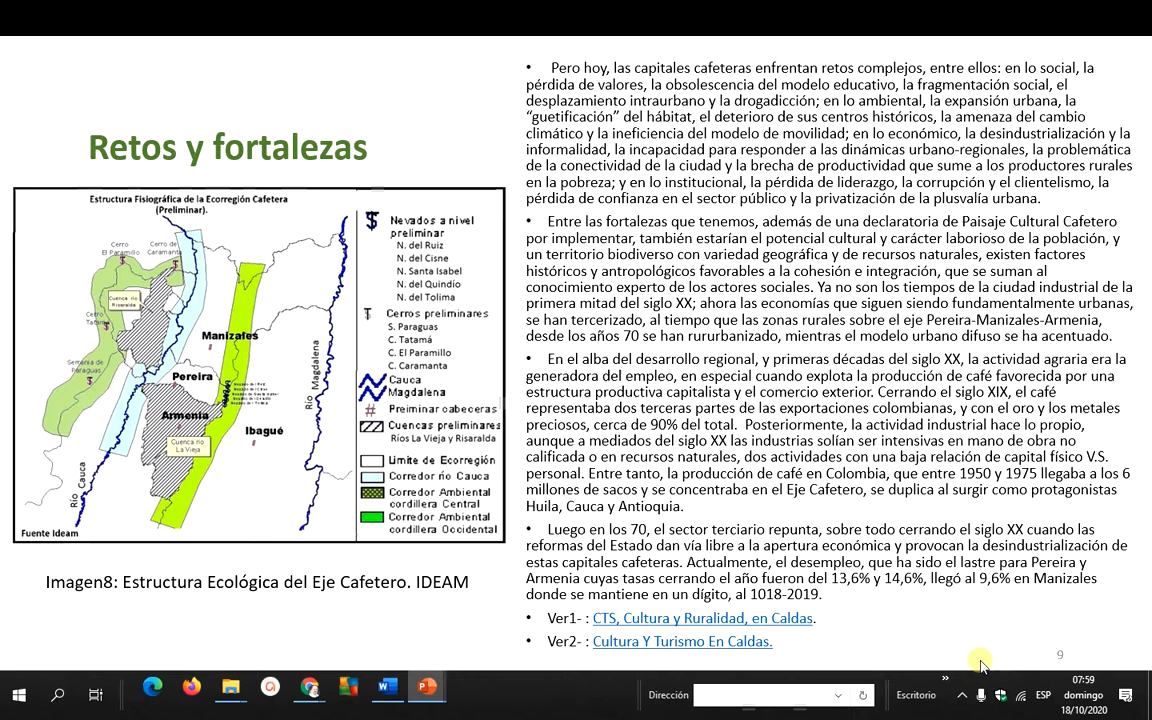 Retos y fortalezas
Estructura Fisiográfica de la Ecorregión Cafetera
(Preliminar).
Cerro
El Paramillo
Cerro de
Caramanta
Cuenca río
Risaralda
Cerro
Tatamá
Serranía de
Paraguas
Manizales
Pereira
Armenia
Cuenca río
La Vieja
Ibagué
Río Cauca
Río Magdalena
Fuente Ideam
Nevados a nivel
preliminar
N. del Ruiz
N. del Cisne
N. Santa Isabel
N. del Quindío
N. del Tolima
Cerros preliminares
S. Paraguas
C. Tatamá
C. El Paramillo
C. Caramanta
Cauca
Magdalena
Preliminar cabeceras
Cuencas preliminares
Ríos La Vieja y Risaralda
Límite de Ecorregión
Corredor río Cauca
Corredor Ambiental
cordillera Central
Corredor Ambiental
cordillera Occidental
Imagen8: Estructura Ecológica del Eje Cafetero. IDEAM
• Pero hoy, las capitales cafeteras enfrentan retos complejos, entre ellos: en lo social, la
pérdida de valores, la obsolescencia del modelo educativo, la fragmentación social, el
desplazamiento intraurbano y la drogadicción; en lo ambiental, la expansión urbana, la
“guetificación” del hábitat, el deterioro de sus centros históricos, la amenaza del cambio
climático y la ineficiencia del modelo de movilidad; en lo económico, la desindustrialización y la
informalidad, la incapacidad para responder a las dinámicas urbano-regionales, la problemática
de la conectividad de la ciudad y la brecha de productividad que sume a los productores rurales
en la pobreza; y en lo institucional, la pérdida de liderazgo, la corrupción y el clientelismo, la
pérdida de confianza en el sector público y la privatización de la plusvalía urbana.
• Entre las fortalezas que tenemos, además de una declaratoria de Paisaje Cultural Cafetero
por implementar, también estarían el potencial cultural y carácter laborioso de la población, y
un territorio biodiverso con variedad geográfica y de recursos naturales, existen factores
históricos y antropológicos favorables a la cohesión e integración, que se suman al
conocimiento experto de los actores sociales. Ya no son los tiempos de la ciudad industrial de la
primera mitad del siglo XX; ahora las economías que siguen siendo fundamentalmente urbanas,
se han tercerizado, al tiempo que las zonas rurales sobre el eje Pereira-Manizales-Armenia,
desde los años 70 se han rururbanizado, mientras el modelo urbano difuso se ha acentuado.
• En el alba del desarrollo regional, y primeras décadas del siglo XX, la actividad agraria era la
generadora del empleo, en especial cuando explota la producción de café favorecida por una
estructura productiva capitalista y el comercio exterior. Cerrando el siglo XIX, el café
representaba dos terceras partes de las exportaciones colombianas, y con el oro y los metales
preciosos, cerca de 90% del total. Posteriormente, la actividad industrial hace lo propio,
aunque a mediados del siglo XX las industrias solían ser intensivas en mano de obra no
calificada o en recursos naturales, dos actividades con una baja relación de capital físico V.S.
personal. Entre tanto, la producción de café en Colombia, que entre 1950 y 1975 llegaba a los 6
millones de sacos y se concentraba en el Eje Cafetero, se duplica al surgir como protagonistas
Huila, Cauca y Antioquia.
• Luego en los 70, el sector terciario repunta, sobre todo cerrando el siglo XX cuando las
reformas del Estado dan vía libre a la apertura económica y provocan la desindustrialización de
estas capitales cafeteras. Actualmente, el desempleo, que ha sido el lastre para Pereira y
Armenia cuyas tasas cerrando el año fueron del 13,6% y 14,6%, llegó al 9,6% en Manizales
donde se mantiene en un dígito, al 1018-2019.
• Ver1- : CTS, Cultura y Ruralidad, en Caldas.
• Ver2- : Cultura Y Turismo En Caldas.
9
Dirección
Escritorio
ESP
07:59
domingo
18/10/2020